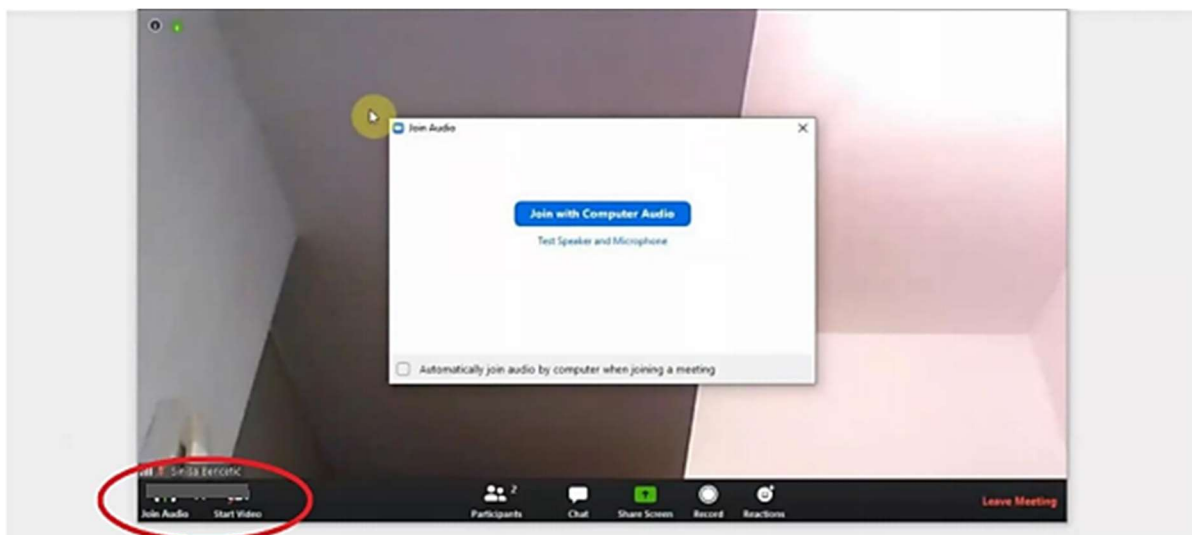 Join Audio
Join with Computer Audio
Test Speaker and Microphone
Automatically join audio by computer when joining a meeting
2
Join Audio Start Video Participants Chat Share Screen Record Reactions Leave Meeting